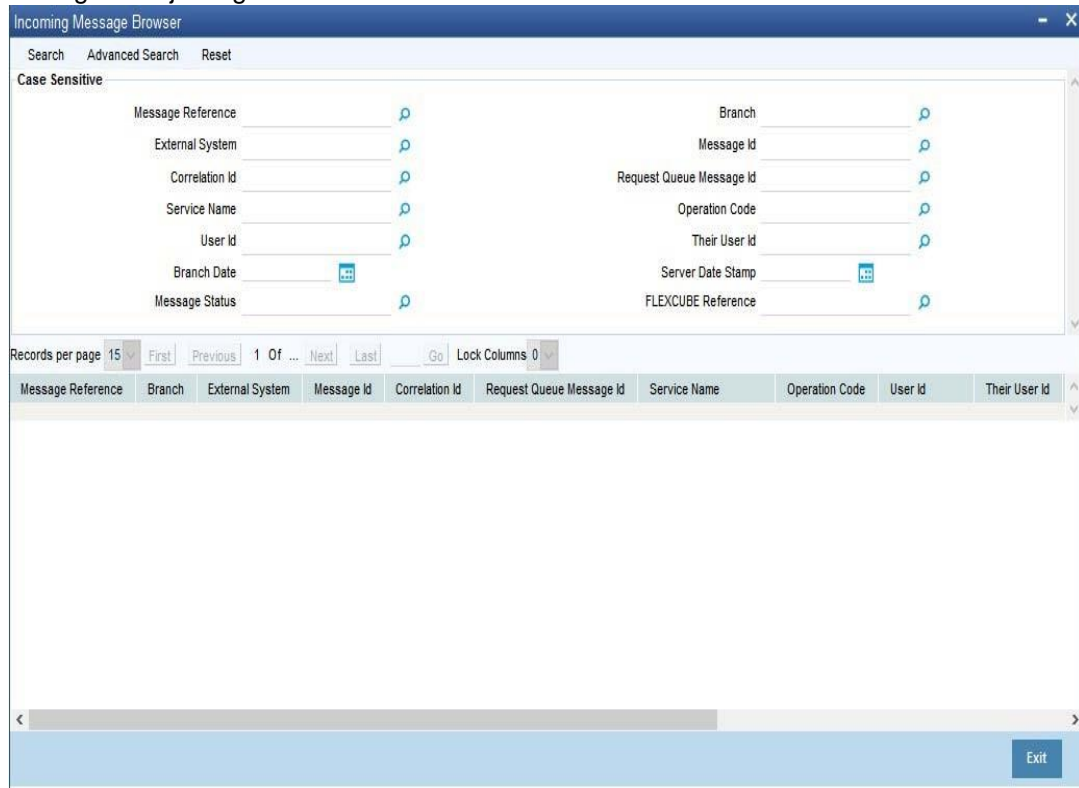 Incoming Message Browser
Search Advanced Search Reset
Case Sensitive
Message Reference Branch
External System Message Id
Correlation Id Request Queue Message Id
Service Name Operation Code
User Id Their User Id
Branch Date Server Date Stamp
Message Status FLEXCUBE Reference
Records per page 15 First Previous 1 Of ... Next Last Go Lock Columns 0
Message Reference Branch External System Message Id Correlation Id Request Queue Message Id Service Name Operation Code User Id Their User Id
Exit